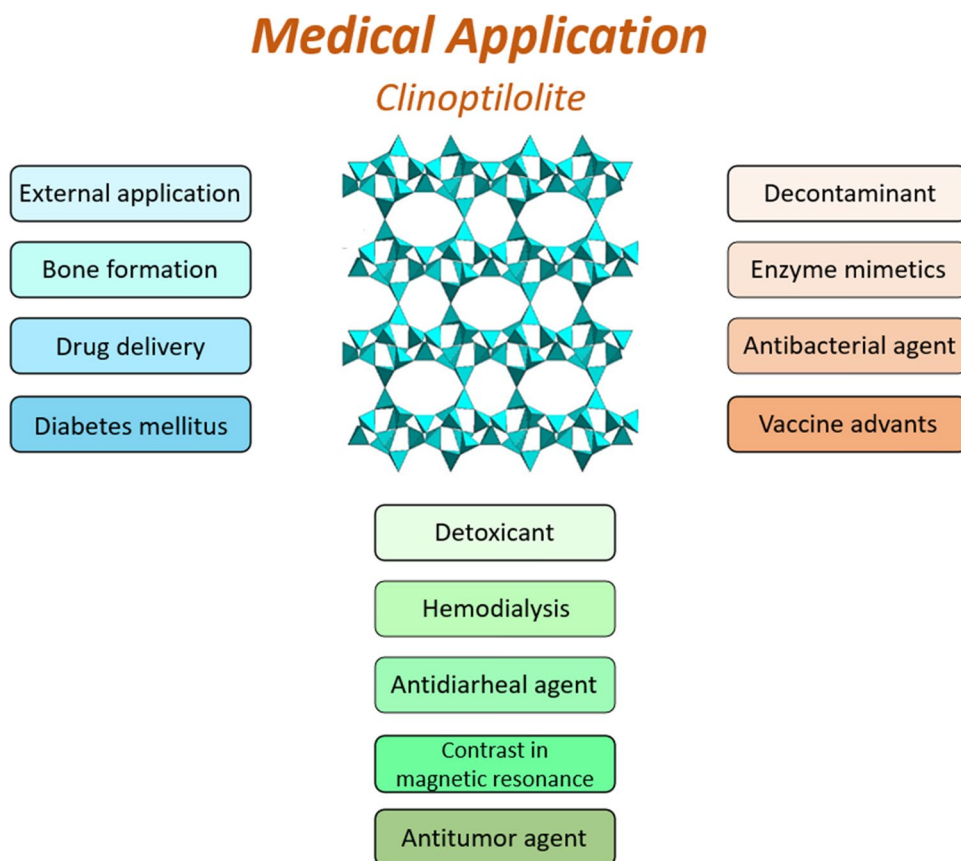 Medical Application
Clinoptilolite
External application
Bone formation
Drug delivery
Diabetes mellitus
Decontaminant
Enzyme mimetics
Antibacterial agent
Vaccine advants
Detoxicant
Hemodialysis
Antidiarheal agent
Contrast in
magnetic resonance
Antitumor agent